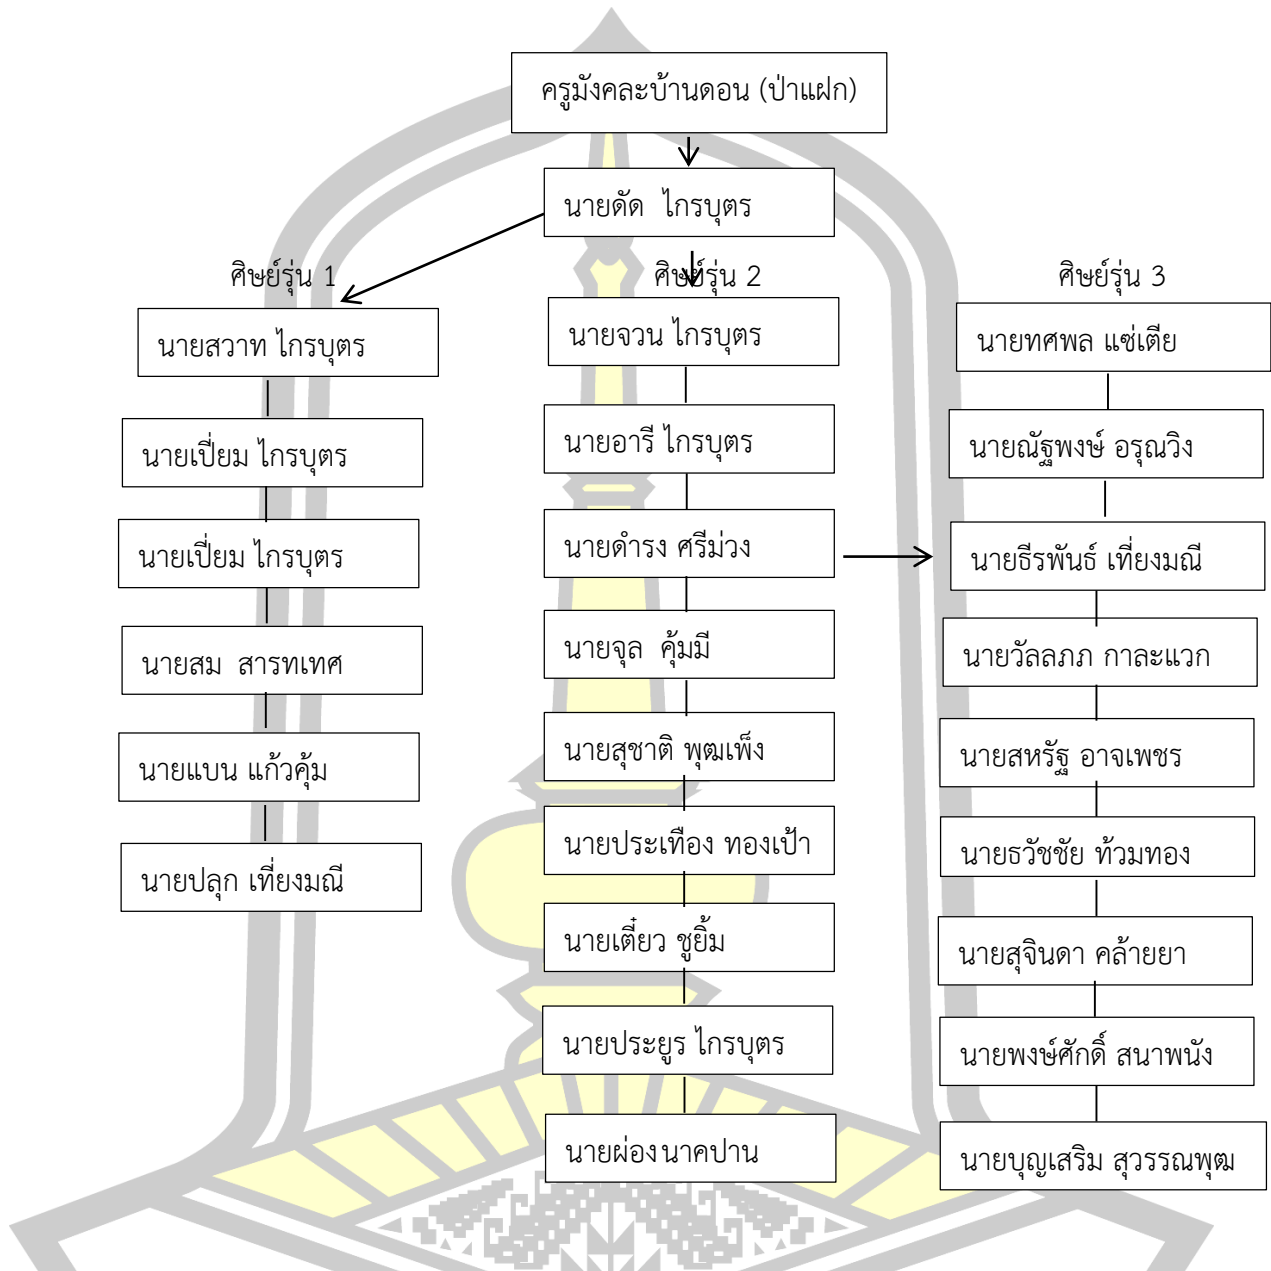 ครูมังคละบ้านดอน (ป่าแฝก)
นายดัด ไกรบุตร
ศิษย์รุ่น 1
นายสวาท ไกรบุตร
นายเปี่ยม ไกรบุตร
นายเปี่ยม ไกรบุตร
นายสม สารทเทศ
นายแบน แก้วคุ้ม
นายปลุก เที่ยงมณี
ศิษย์รุ่น 2
นายจวน ไกรบุตร
นายอารี ไกรบุตร
นายดำรง ศรีม่วง
นายจุล คุ้มมี
นายสุชาติ พุฒเพ็ง
นายประเทือง ทองเป้า
นายเตี๋ยว ชูยิ้ม
นายประยูร ไกรบุตร
นายผ่อง นาคปาน
ศิษย์รุ่น 3
นายทศพล แซ่เตีย
นายณัฐพงษ์ อรุณวิง
นายธีรพันธ์ เที่ยงมณี
นายวัลลภภ กาละแวก
นายสหรัฐ อาจเพชร
นายธวัชชัย ท้วมทอง
นายสุจินดา คล้ายยา
นายพงษ์ศักดิ์ สนาพนัง
นายบุญเสริม สุวรรณพุฒ